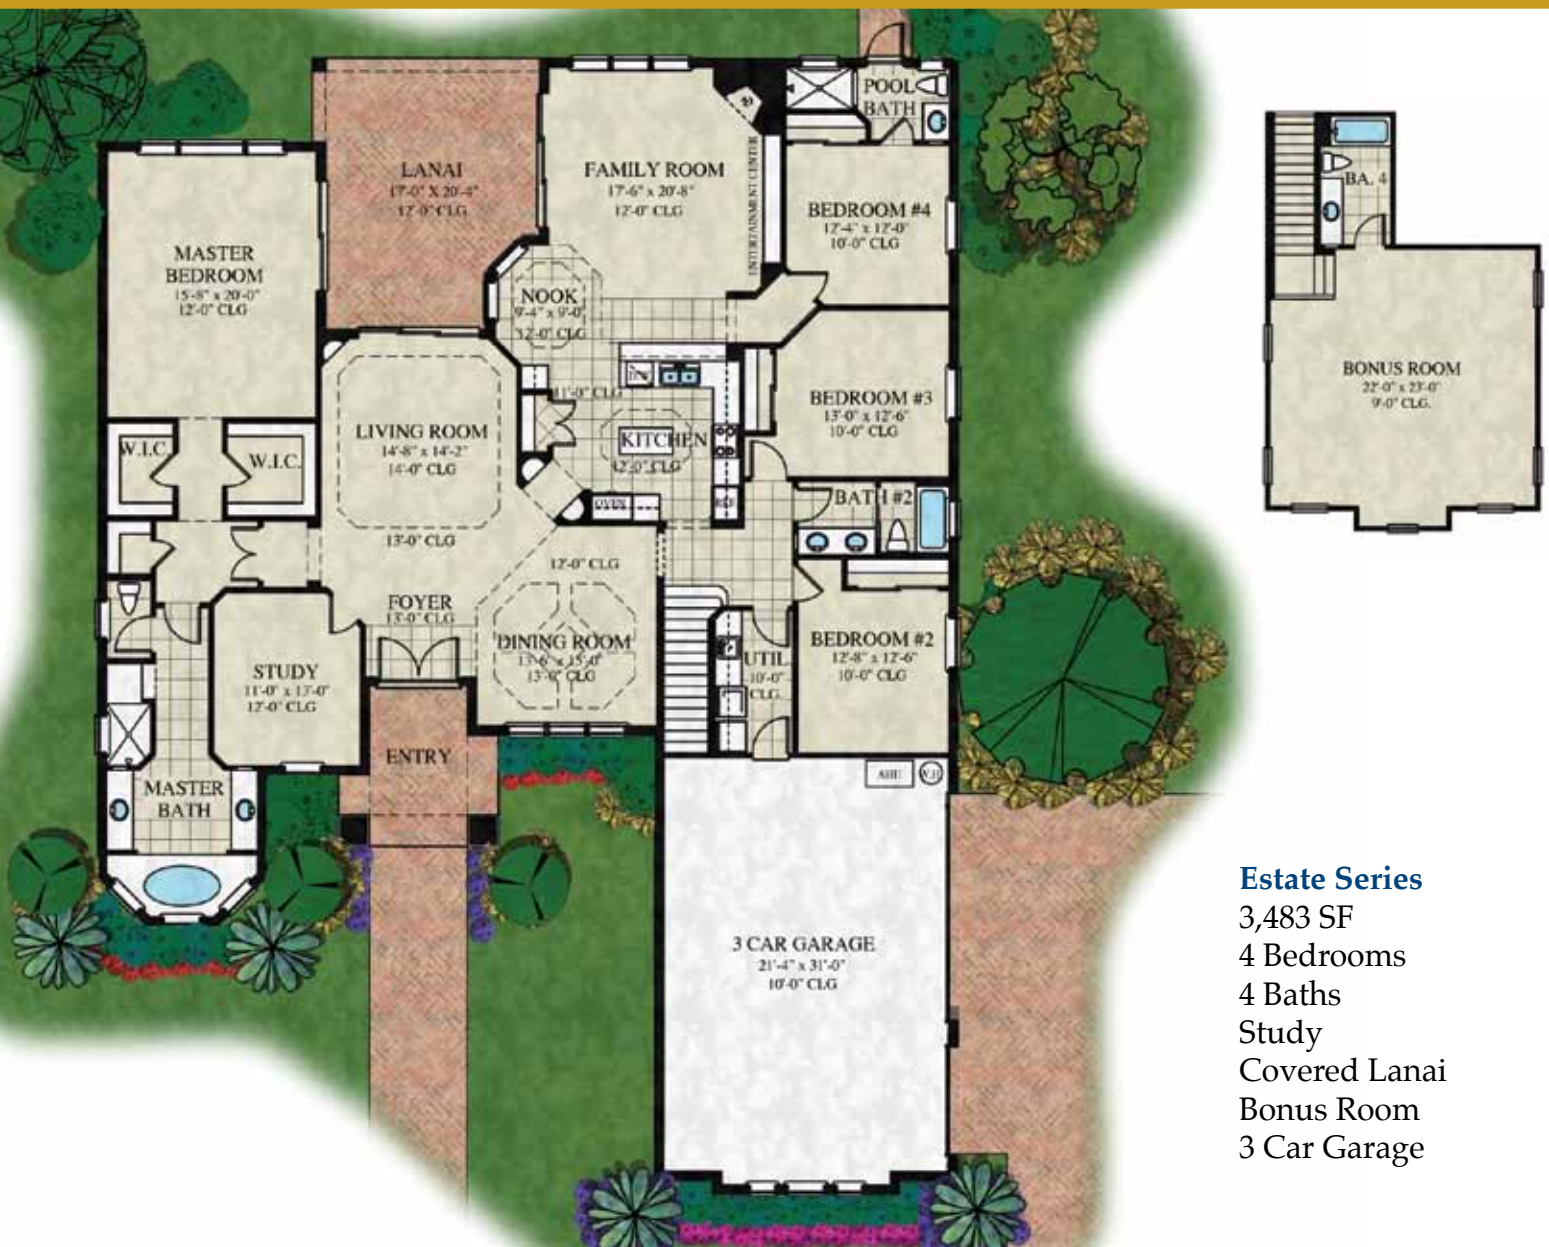 LANAI
17'-0" X 20'-4"
12'-0" CLG
FAMILY ROOM
17'-6" x 20'-8"
12'-0" CLG
ENTERTAINMENT CENTER
POOL
BATH
BEDROOM #4
12'-4" x 12'-0"
10'-0" CLG
MASTER
BEDROOM
15'-8" x 20'-0"
12'-0" CLG
NOOK
9'-4" x 9'-0"
12'-0" CLG
11'-0" CLG
BEDROOM #3
13'-0" x 12'-6"
10'-0" CLG
W.I.C.
W.I.C.
LIVING ROOM
14'-8" x 14'-2"
14'-0" CLG
13'-0" CLG
KITCHEN
12'-0" CLG
OVEN
REF
BATH #2
12'-0" CLG
FOYER
13'-0" CLG
DINING ROOM
13'-6" x 15'-0"
13'-0" CLG
STUDY
11'-0" x 13'-0"
12'-0" CLG
UTIL.
10'-0"
CLG
BEDROOM #2
12'-8" x 12'-6"
10'-0" CLG
ENTRY
MASTER
BATH
AHU
W.H
3 CAR GARAGE
21'-4" x 31'-0"
10'-0" CLG
BA. 4
BONUS ROOM
22'-0" x 23'-0"
9'-0" CLG.
Estate Series
3,483 SF
4 Bedrooms
4 Baths
Study
Covered Lanai
Bonus Room
3 Car Garage